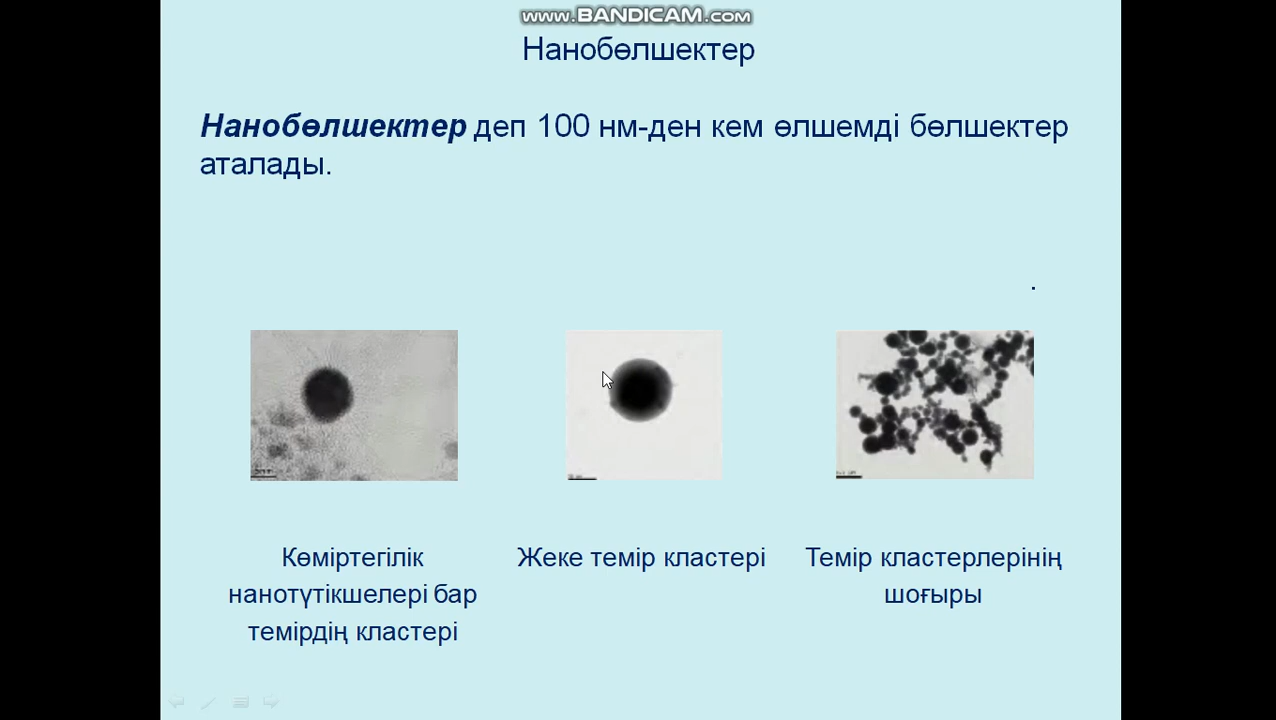 www.BANDICAM.com
Нанобөлшектер
Нанобөлшектер деп 100 нм-ден кем өлшемді бөлшектер
аталады.
.
Көміртегілік
нанотүтікшелері бар
темірдің кластері
Жеке темір кластері
Темір кластерлерінің
шоғыры